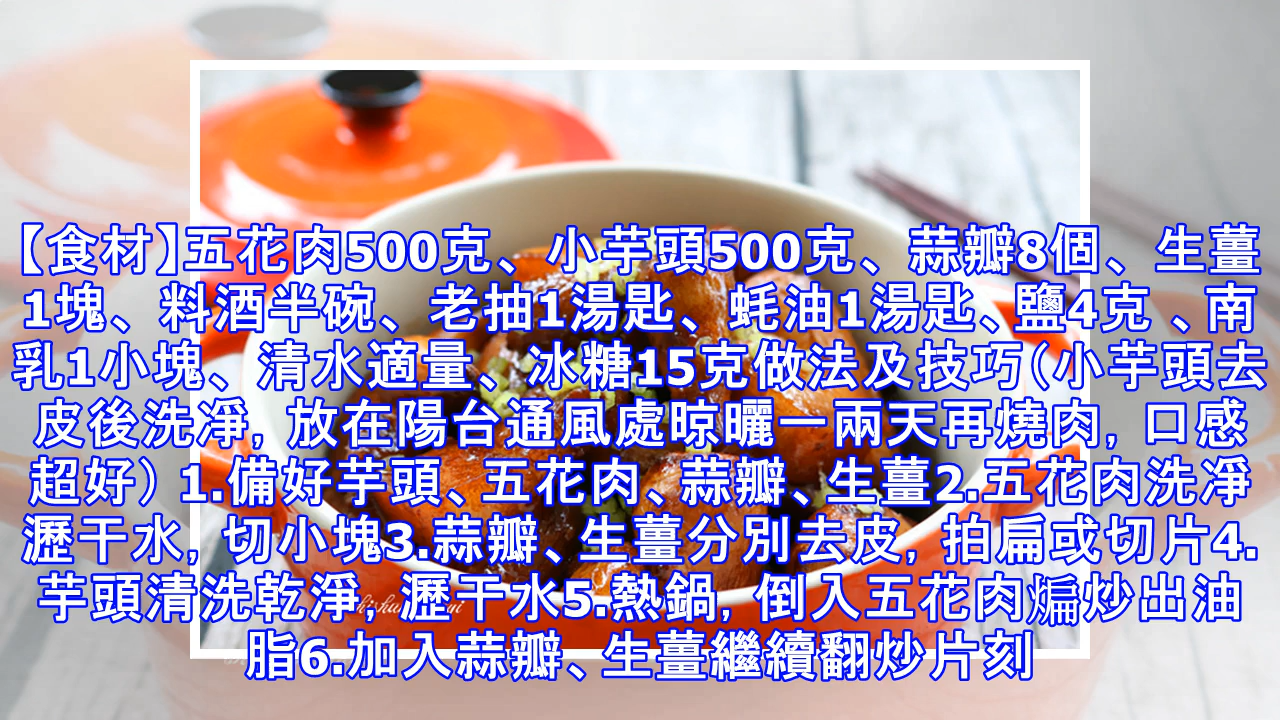 【食材】五花肉500克、小芋頭500克、蒜瓣8個、生薑
1塊、料酒半碗、老抽1湯匙、蚝油1湯匙、鹽4克 、南
乳1小塊、清水適量、冰糖15克做法及技巧(小芋頭去
皮後洗淨, 放在陽台通風處晾曬一兩天再燒肉, 口感
超好) 1.備好芋頭、五花肉、蒜瓣、生薑2.五花肉洗凈
瀝干水, 切小塊3.蒜瓣、生薑分別去皮, 拍扁或切片4.
芋頭清洗乾淨, 瀝干水5.熱鍋, 倒入五花肉煸炒出油
脂6.加入蒜瓣、生薑繼續翻炒片刻